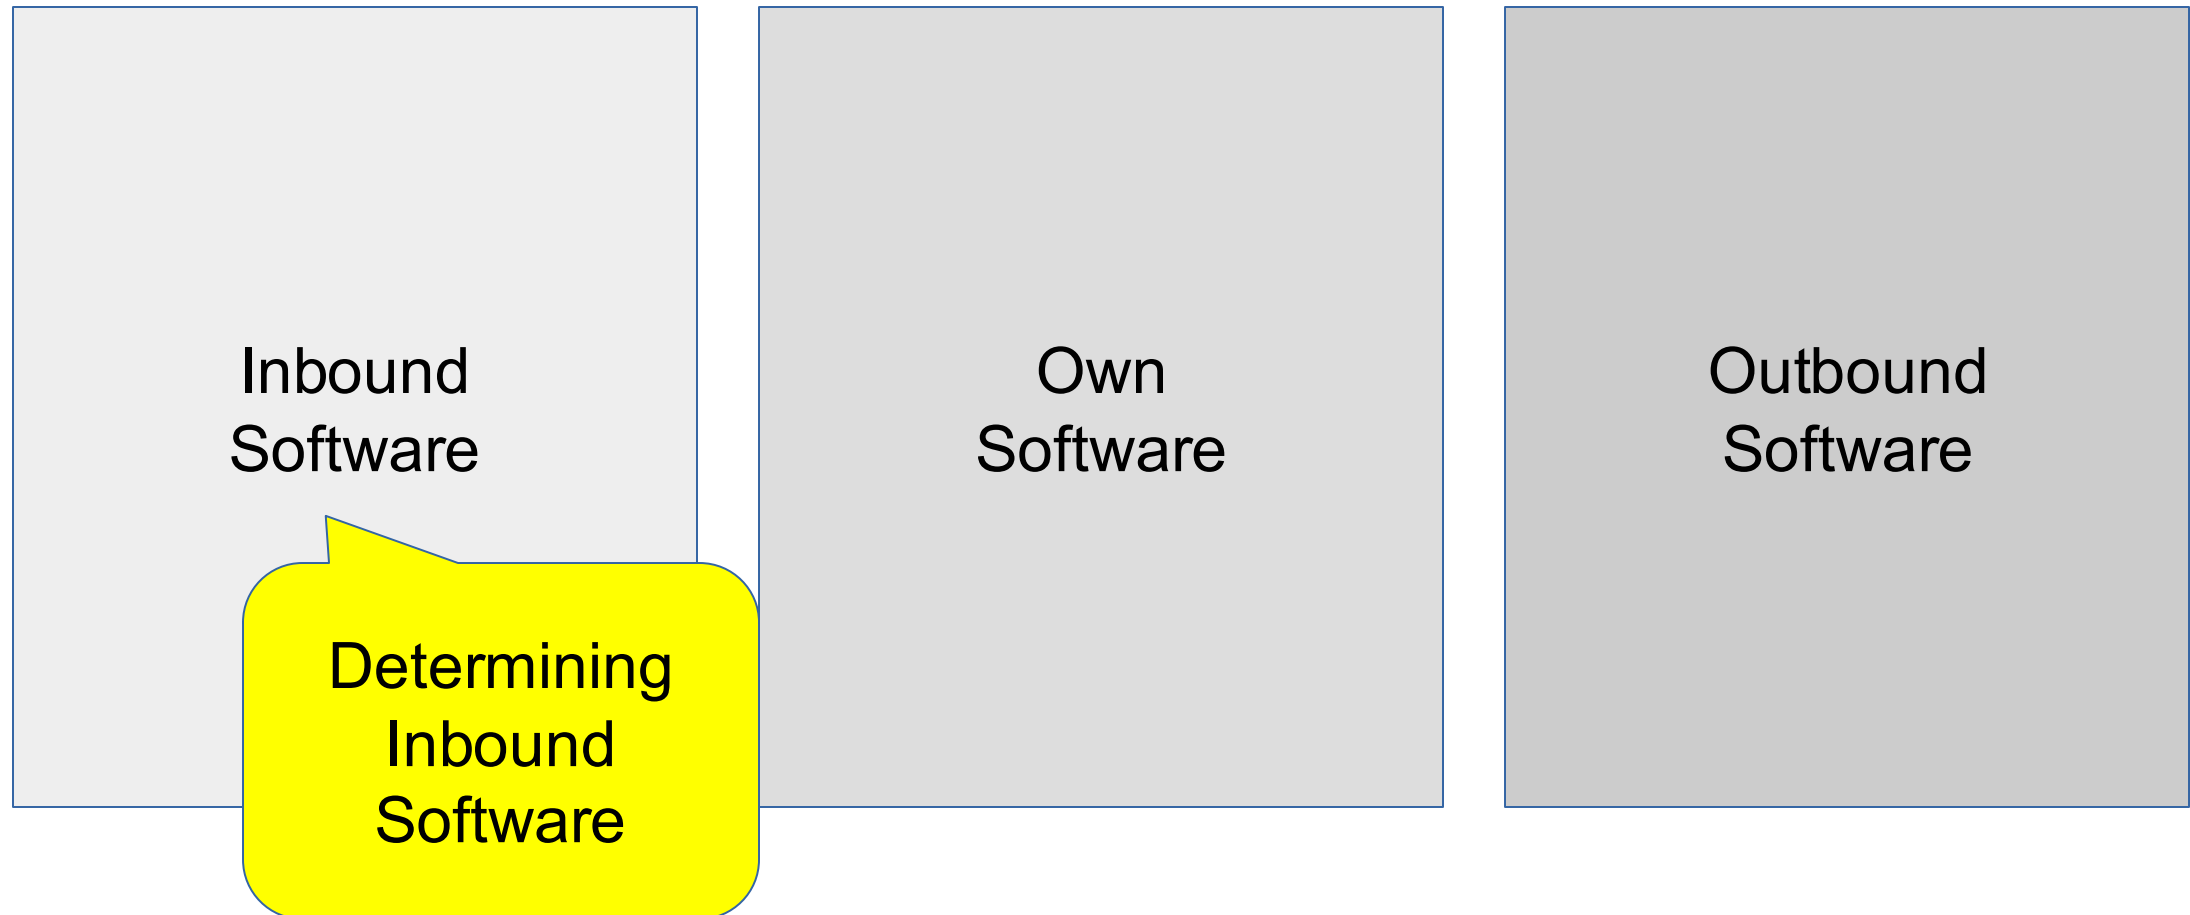 Inbound
Software
Own
Software
Outbound
Software
Determining
Inbound
Software